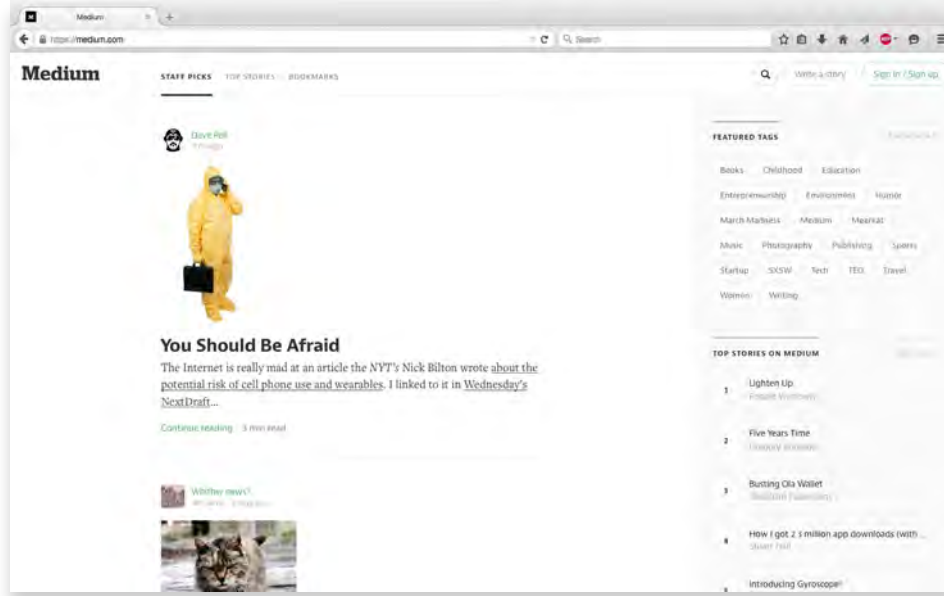 Medium
https://medium.com
Search
Medium
STAFF PICKS TOP STORIES BOOKMARKS
Write a story Sign in / Sign up
Dave Pell
You Should Be Afraid
The Internet is really mad at an article the NYT's Nick Bilton wrote about the
potential risk of cell phone use and wearables. I linked to it in Wednesday's
NextDraft...
Continue reading 3 min read
Whither news?
FEATURED TAGS
Books Childhood Education
Entrepreneurship Environment Humor
March Madness Medium Meerkat
Music Photography Publishing Sports
Startup SXSW Tech TED Travel
Women Writing
TOP STORIES ON MEDIUM
1 Lighten Up
2 Five Years Time
3 Busting Ola Wallet
4 How I got 2.3 million app downloads (with ...
5 Introducing Gyroscope!